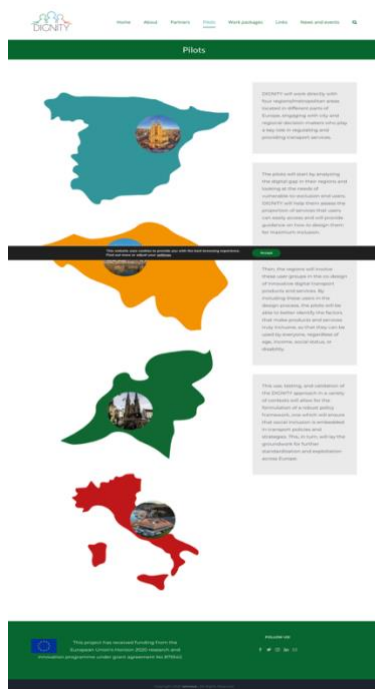 DIGNITY
Home About Partners Pilots Work packages Links News and events
Pilots
DIGNITY will work directly with
four regions/metropolitan areas
located in different parts of
Europe, engaging with city and
regional decision makers who play
a key role in regulating and
providing transport services.
The pilots will start by analysing
the digital gap in their regions and
looking at the needs of
vulnerable-to-exclusion end users.
DIGNITY will help them assess the
proportion of services that users
can easily access and will provide
guidance on how to design them
for maximum inclusion.
This website uses cookies to provide you with the best browsing experience.
Find out more or adjust your settings.
Accept
Then, the regions will involve
these user groups in the co-design
of innovative digital transport
products and services. By
including these users in the
design process, the pilots will be
able to better identify the factors
that make products and services
truly inclusive, so that they can be
used by everyone, regardless of
age, income, social status, or
disability.
This use, testing, and validation of
the DIGNITY approach in a variety
of contexts will allow for the
formulation of a robust policy
framework, one which will ensure
that social inclusion is embedded
in transport policies and
strategies. This, in turn, will lay the
groundwork for further
standardisation and exploitation
across Europe.
This project has received funding from the
European Union's Horizon 2020 research and
innovation programme under grant agreement No 875542.
FOLLOW US